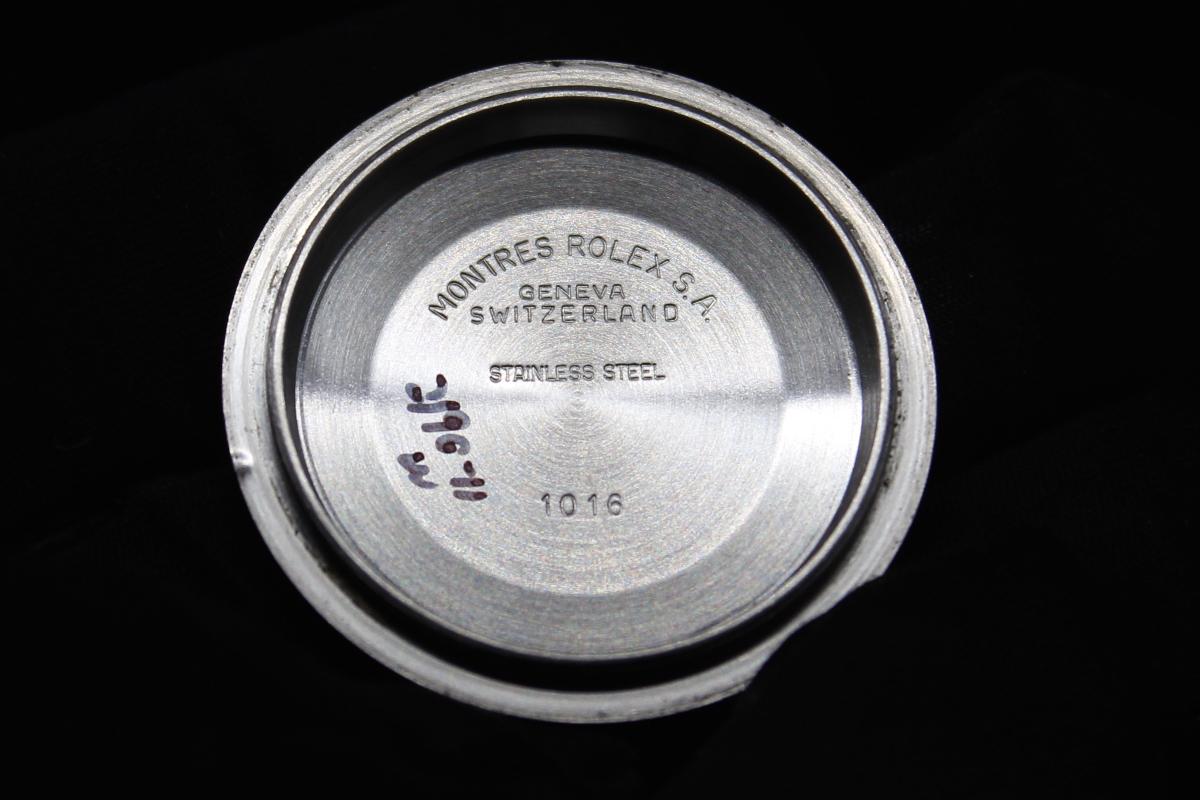 MONTRES ROLEX S.A.
GENEVA
SWITZERLAND
STAINLESS STEEL
1016